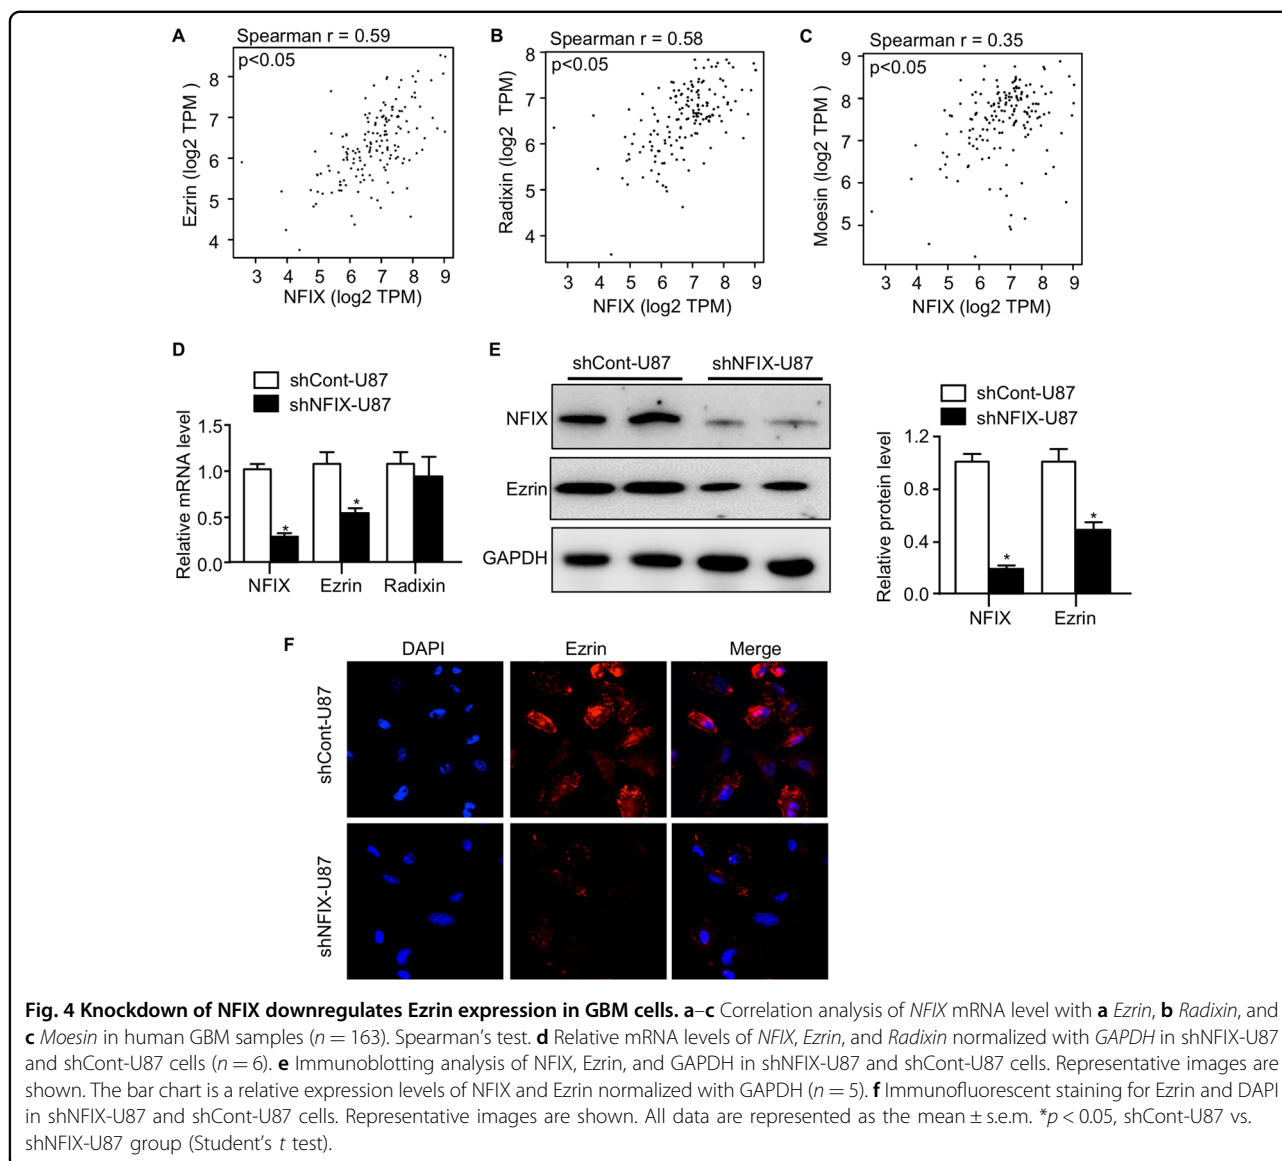 A
Spearman r = 0.59
p<0.05
8
7
6
5
4
Ezrin (log2 TPM )
3 4 5 6 7 8 9
NFIX (log2 TPM)
B
Spearman r = 0.58
p<0.05
8
7
6
5
4
Radixin (log2 TPM)
3 4 5 6 7 8 9
NFIX (log2 TPM)
C
Spearman r = 0.35
p<0.05
9
8
7
6
5
Moesin (log2 TPM )
3 4 5 6 7 8 9
NFIX (log2 TPM)
D
shCont-U87
shNFIX-U87
1.5
1.0
0.5
0.0
Relative mRNA level
* *
NFIX Ezrin Radixin
E
shCont-U87 shNFIX-U87
NFIX
Ezrin
GAPDH
shCont-U87
shNFIX-U87
1.2
0.8
0.4
0.0
Relative protein level
* *
NFIX Ezrin
F
DAPI Ezrin Merge
shCont-U87
shNFIX-U87
Fig. 4 Knockdown of NFIX downregulates Ezrin expression in GBM cells. a–c Correlation analysis of NFIX mRNA level with a Ezrin, b Radixin, and
c Moesin in human GBM samples (n = 163). Spearman's test. d Relative mRNA levels of NFIX, Ezrin, and Radixin normalized with GAPDH in shNFIX-U87
and shCont-U87 cells (n = 6). e Immunoblotting analysis of NFIX, Ezrin, and GAPDH in shNFIX-U87 and shCont-U87 cells. Representative images are
shown. The bar chart is a relative expression levels of NFIX and Ezrin normalized with GAPDH (n = 5). f Immunofluorescent staining for Ezrin and DAPI
in shNFIX-U87 and shCont-U87 cells. Representative images are shown. All data are represented as the mean ± s.e.m. *p < 0.05, shCont-U87 vs.
shNFIX-U87 group (Student's t test).